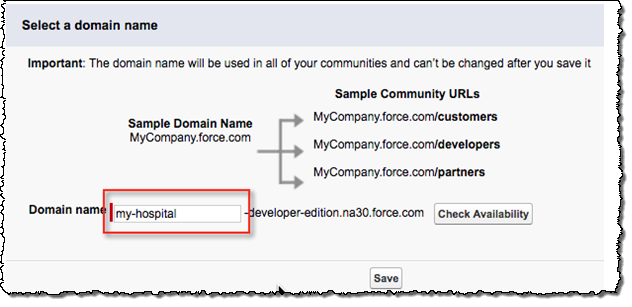 Select a domain name
Important: The domain name will be used in all of your communities and can't be changed after you save it
Sample Community URLs
Sample Domain Name
MyCompany.force.com
MyCompany.force.com/customers
MyCompany.force.com/developers
MyCompany.force.com/partners
Domain name my-hospital -developer-edition.na30.force.com Check Availability
Save